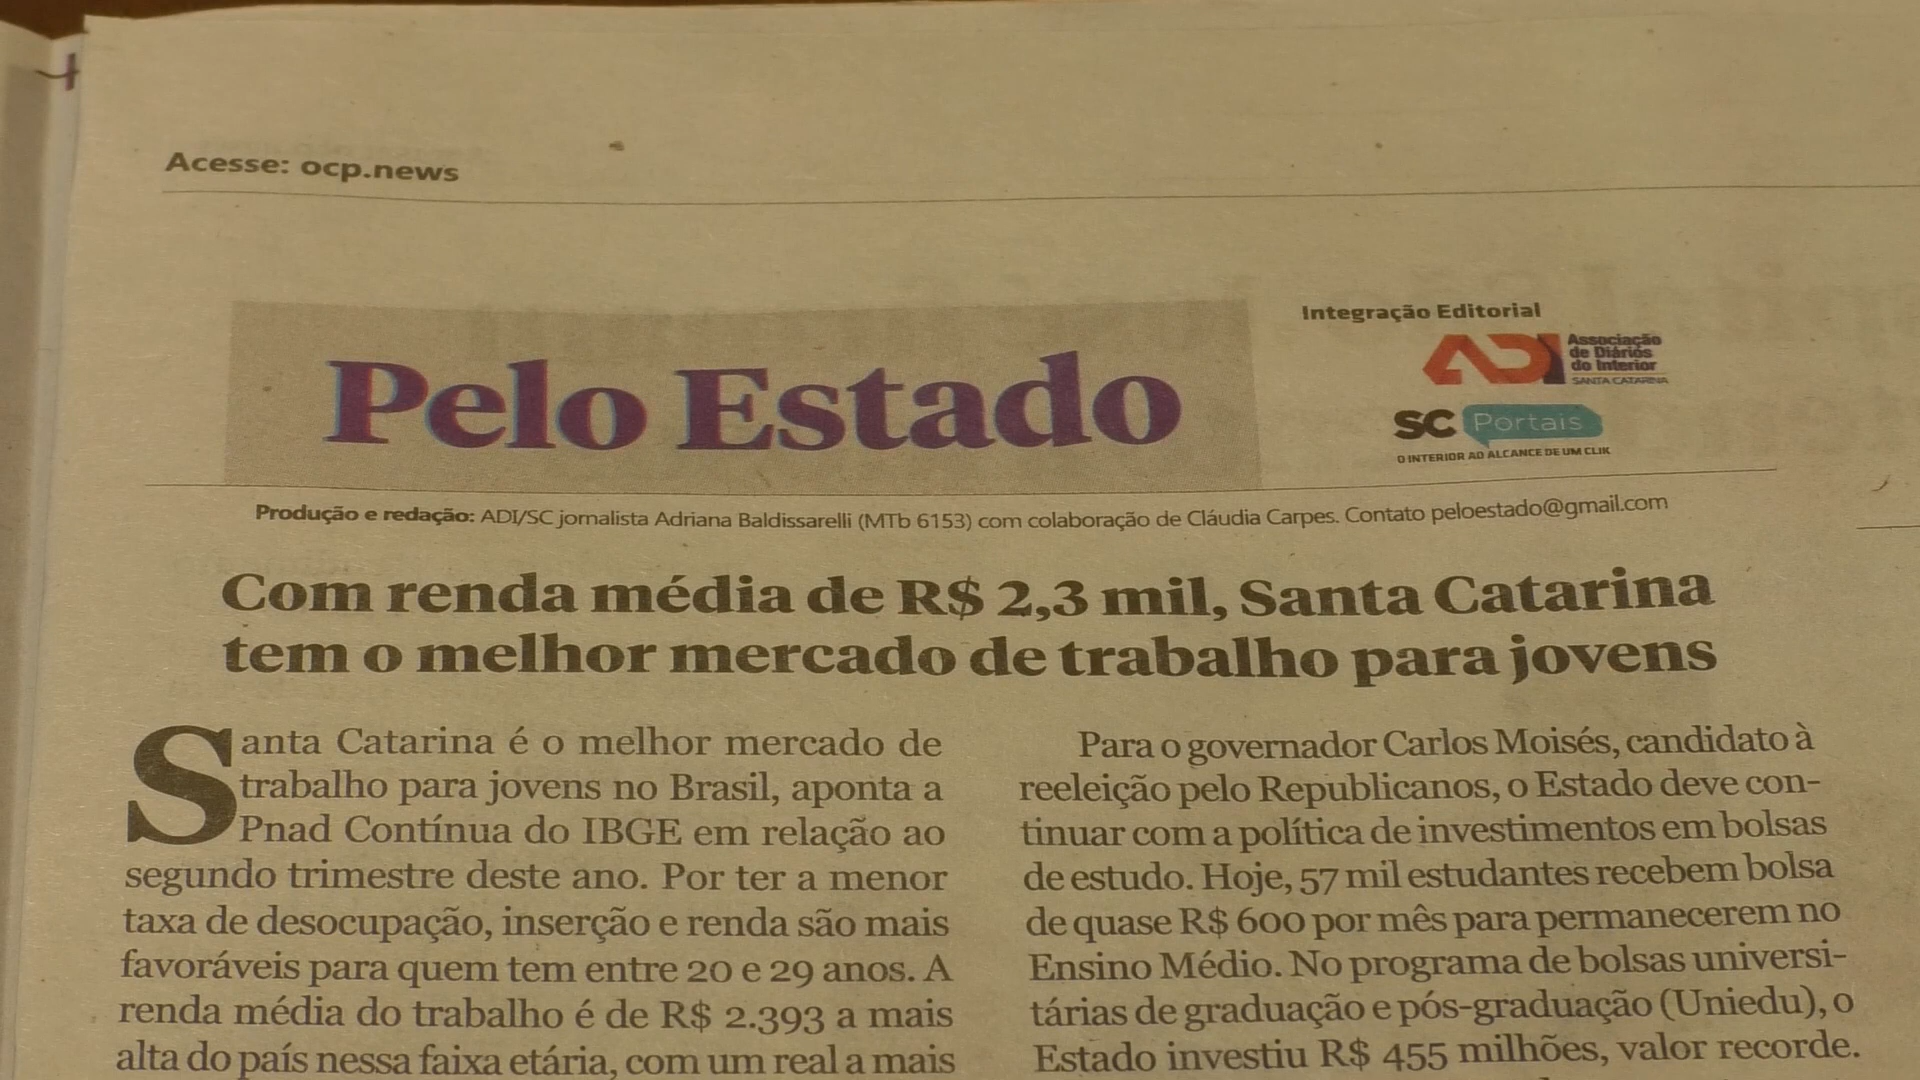 Acesse: ocp.news
Pelo Estado
Integração Editorial
ADI
Associação
de Diários
do Interior
SANTA CATARINA
SC Portais
O INTERIOR AO ALCANCE DE UM CLIK
Produção e redação: ADI/SC jornalista Adriana Baldissarelli (MTb 6153) com colaboração de Cláudia Carpes. Contato peloestado@gmail.com
Com renda média de R$ 2,3 mil, Santa Catarina
tem o melhor mercado de trabalho para jovens
Santa Catarina é o melhor mercado de
trabalho para jovens no Brasil, aponta a
Pnad Contínua do IBGE em relação ao
segundo trimestre deste ano. Por ter a menor
taxa de desocupação, inserção e renda são mais
favoráveis para quem tem entre 20 e 29 anos. A
renda média do trabalho é de R$ 2.393 a mais
alta do país nessa faixa etária, com um real a mais
Para o governador Carlos Moisés, candidato à
reeleição pelo Republicanos, o Estado deve con-
tinuar com a política de investimentos em bolsas
de estudo. Hoje, 57 mil estudantes recebem bolsa
de quase R$ 600 por mês para permanecerem no
Ensino Médio. No programa de bolsas universi-
tárias de graduação e pós-graduação (Uniedu), o
Estado investiu R$ 455 milhões, valor recorde.